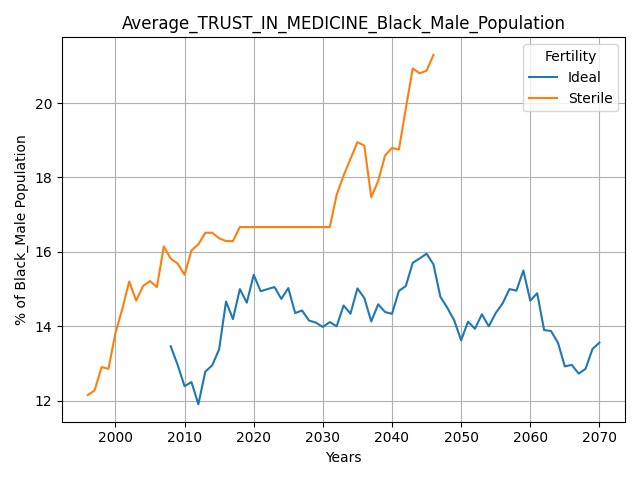 Average_TRUST_IN_MEDICINE_Black_Male_Population
% of Black_Male Population
20
18
16
14
12
Fertility
Ideal
Sterile
2000 2010 2020 2030 2040 2050 2060 2070
Years